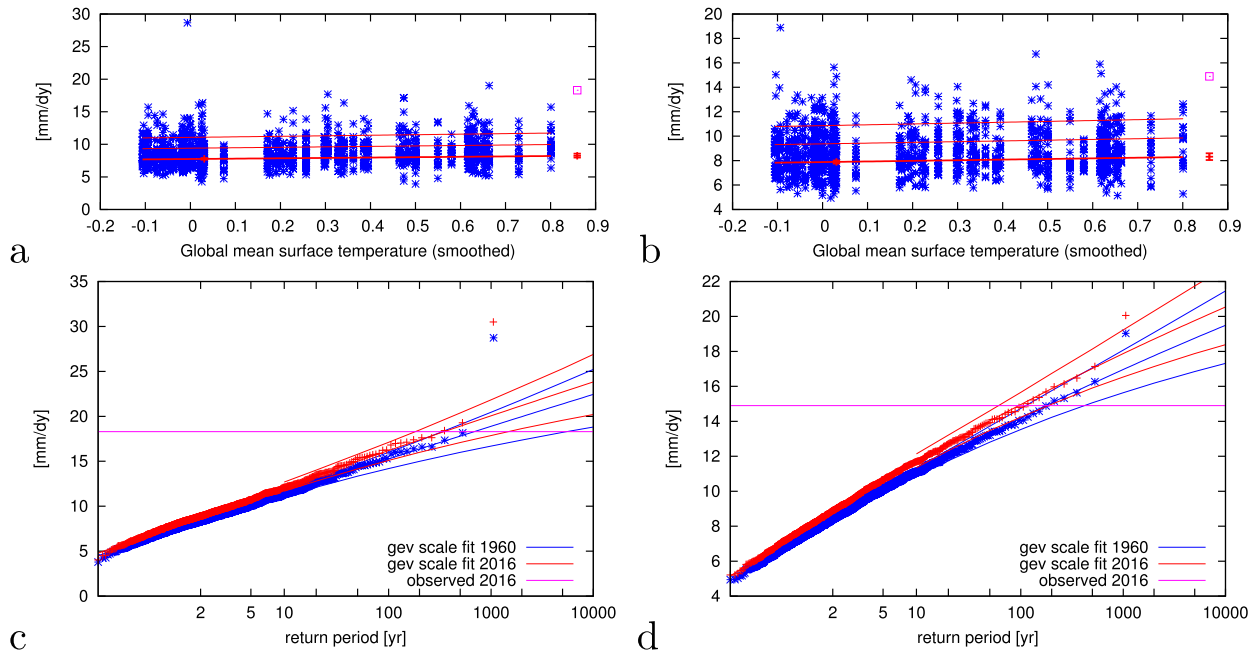 30
25
20
15
10
5
0
[mm/dy]
-0.2 -0.1 0 0.1 0.2 0.3 0.4 0.5 0.6 0.7 0.8 0.9
Global mean surface temperature (smoothed)
a
20
18
16
14
12
10
8
6
4
[mm/dy]
-0.2 -0.1 0 0.1 0.2 0.3 0.4 0.5 0.6 0.7 0.8 0.9
Global mean surface temperature (smoothed)
b
35
30
25
20
15
10
5
0
[mm/dy]
gev scale fit 1960
gev scale fit 2016
observed 2016
2 5 10 100 1000 10000
return period [yr]
c
22
20
18
16
14
12
10
8
6
4
[mm/dy]
gev scale fit 1960
gev scale fit 2016
observed 2016
2 5 10 100 1000 10000
return period [yr]
d